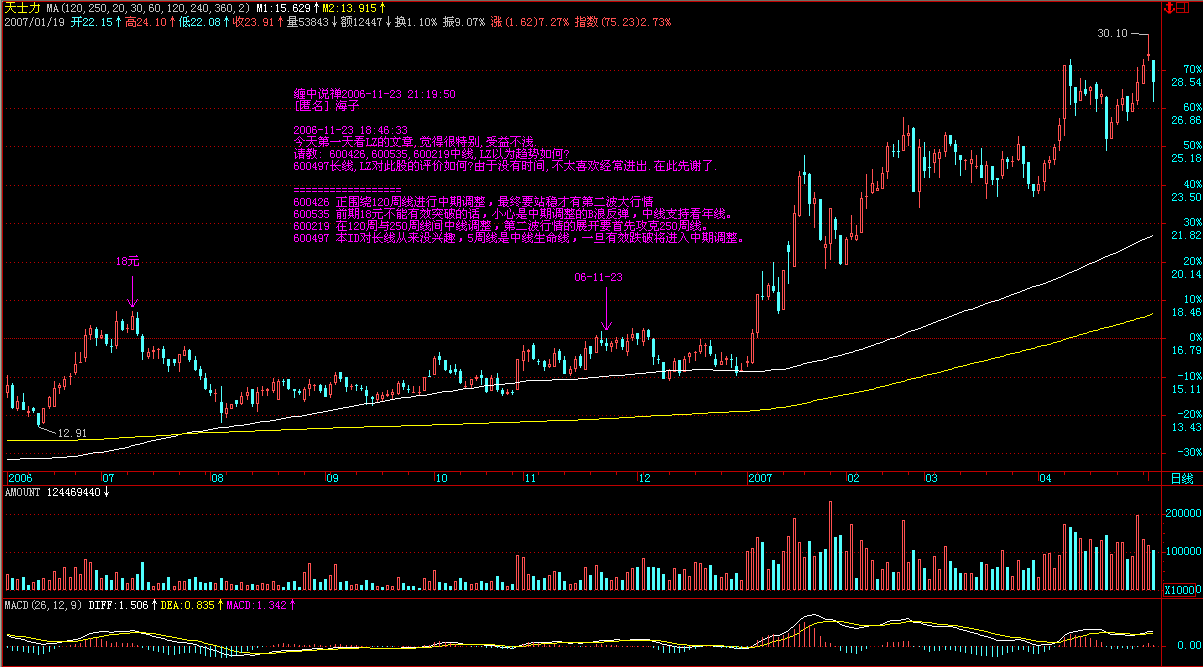 天士力 MA(120,250,20,30,60,120,240,360,2) M1:15.629↑M2:13.915↑
2007/01/19 开22.15↑高24.10↑低22.08↑收23.91↑量53843↓额12447↓换1.10% 振9.07% 涨(1.62)7.27% 指数(75.23)2.73%
30.10
缠中说禅2006-11-23 21:19:50
[匿名] 海子
2006-11-23 18:46:33
今天第一天看LZ的文章,觉得很特别,受益不浅.
请教: 600426,600535,600219中线,LZ以为趋势如何?
600497长线,LZ对此股的评价如何?由于没有时间,不太喜欢经常进出.在此先谢了.
==================
600426 正围绕120周线进行中期调整，最终要站稳才有第二波大行情
600535 前期18元不能有效突破的话，小心是中期调整的B浪反弹，中线支持看年线。
600219 在120周与250周线间中线调整，第二波行情的展开要首先攻克250周线。
600497 本ID对长线从来没兴趣，5周线是中线生命线，一旦有效跌破将进入中期调整。
18元
06-11-23
12.91
70%
28.54
60%
26.86
50%
25.18
40%
23.50
30%
21.82
20%
20.14
10%
18.46
0%
16.79
-10%
15.11
-20%
13.43
-30%
2006 07 08 09 10 11 12 2007 02 03 04 日线
AMOUNT 124469440↓
200000
100000
X10000
MACD(26,12,9) DIFF:1.506↑DEA:0.835↑MACD:1.342↑
0.00